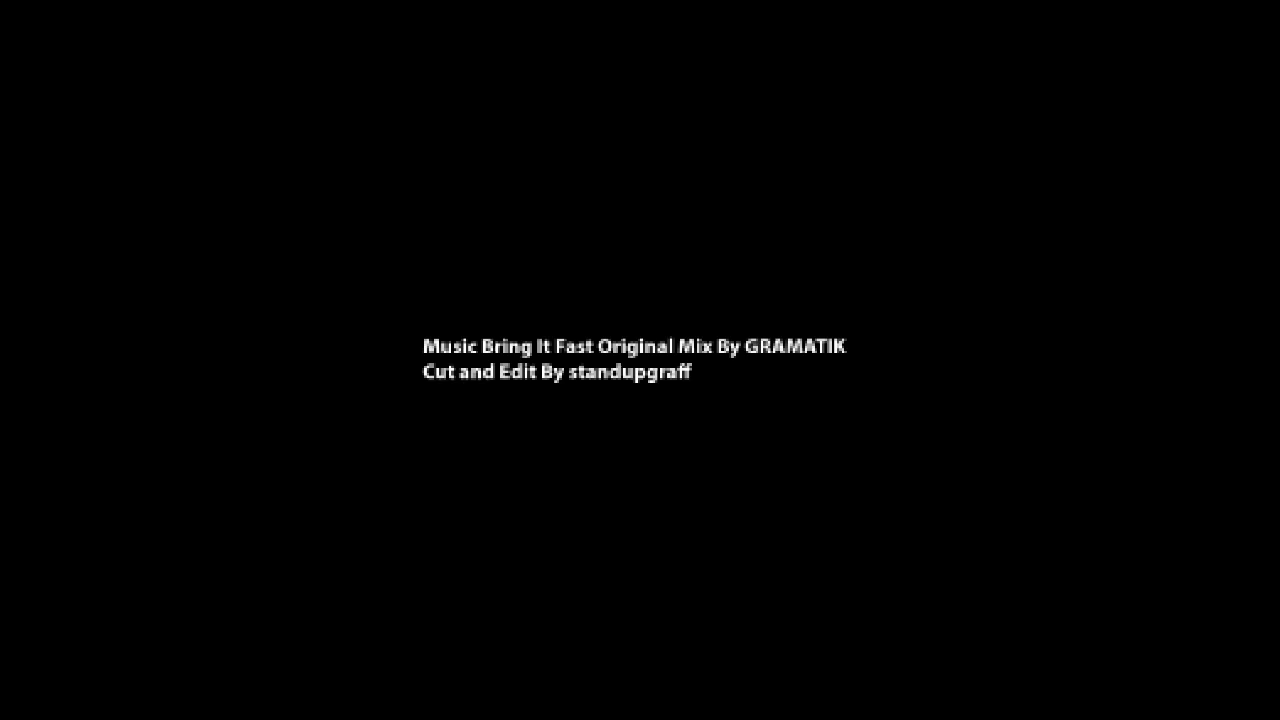 Music Bring It Fast Original Mix By GRAMATIK
Cut and Edit By standupgraff